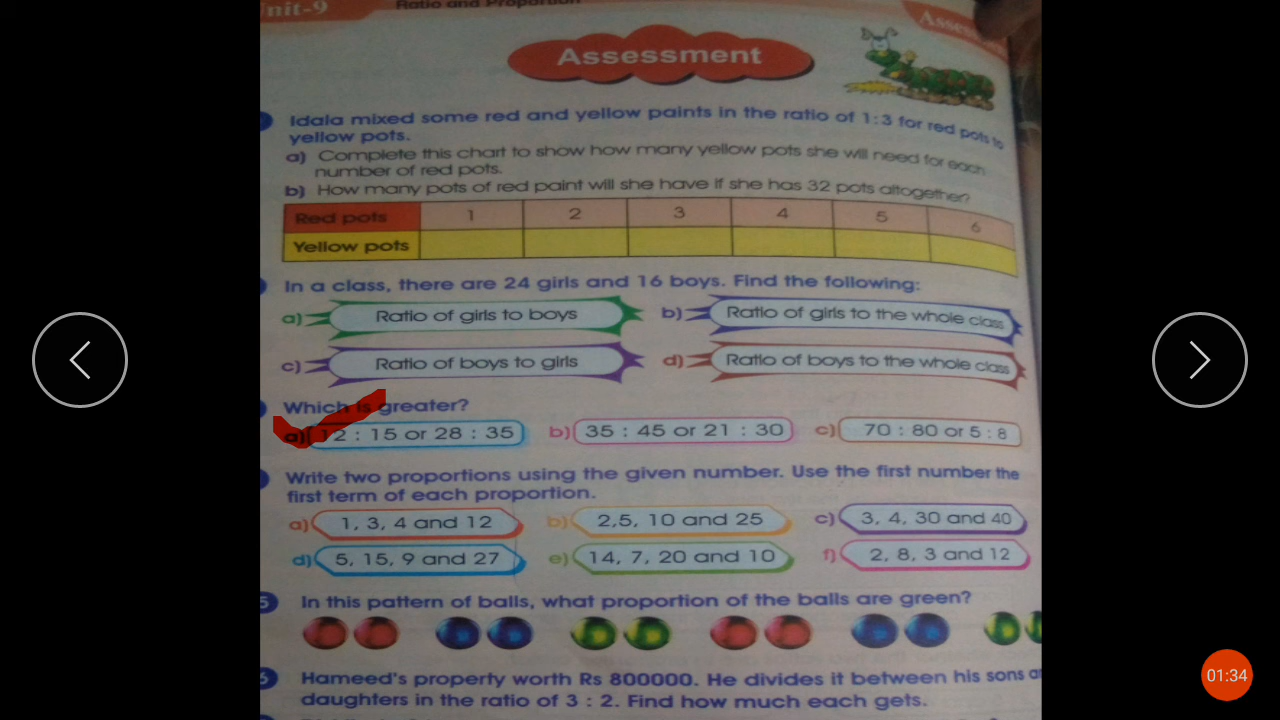 nit-9
Ratio and Proportion
Assessment
Idala mixed some red and yellow paints in the ratio of 1:3 for red pots to
yellow pots.
a) Complete this chart to show how many yellow pots she will need for each
number of red pots.
b) How many pots of red paint will she have if she has 32 pots altogether?
Red pots 1 2 3 4 5 6
Yellow pots
In a class, there are 24 girls and 16 boys. Find the following:
a) Ratio of girls to boys b) Ratio of girls to the whole class
c) Ratio of boys to girls d) Ratio of boys to the whole class
Which is greater?
a) 12 : 15 or 28 : 35 b) 35 : 45 or 21 : 30 c) 70 : 80 or 5 : 8
Write two proportions using the given number. Use the first number the
first term of each proportion.
a) 1, 3, 4 and 12 b) 2,5, 10 and 25 c) 3, 4, 30 and 40
d) 5, 15, 9 and 27 e) 14, 7, 20 and 10 f) 2, 8, 3 and 12
5 In this pattern of balls, what proportion of the balls are green?
6 Hameed's property worth Rs 800000. He divides it between his sons
daughters in the ratio of 3 : 2. Find how much each gets.
01:34